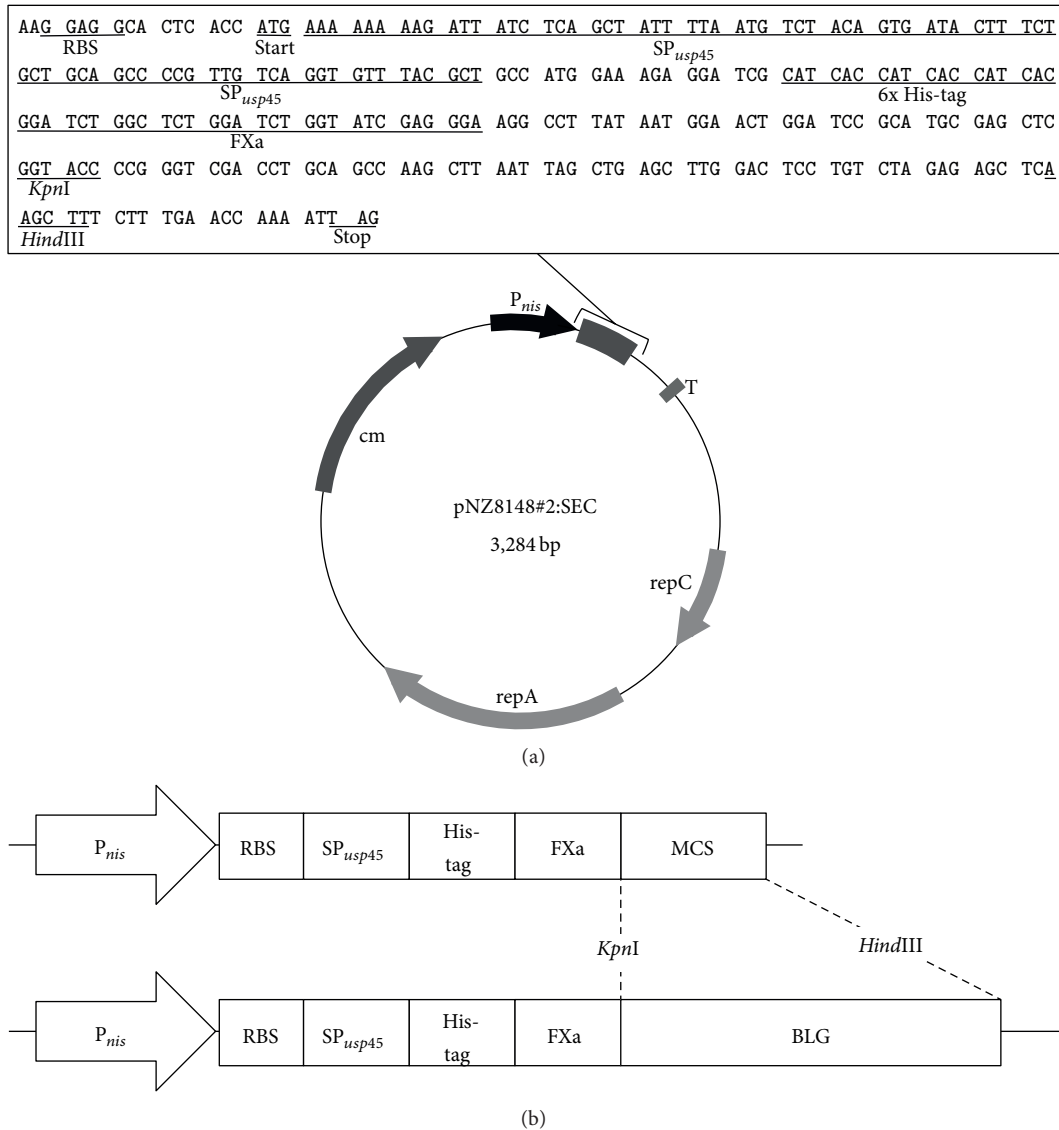 AAG GAG GCA CTC ACC ATG AAA AAA AAG ATT ATC TCA GCT ATT TTA ATG TCT ACA GTG ATA CTT TCT
RBS Start SPusp45
GCT GCA GCC CCG TTG TCA GGT GTT TAC GCT GCC ATG GAA AGA GGA TCG CAT CAC CAT CAC CAT CAC
SPusp45 6x His-tag
GGA TCT GGC TCT GGA TCT GGT ATC GAG GGA AGG CCT TAT AAT GGA ACT GGA TCC GCA TGC GAG CTC
FXa
GGT ACC CCG GGT CGA CCT GCA GCC AAG CTT AAT TAG CTG AGC TTG GAC TCC TGT CTA GAG AGC TCA
KpnI
AGC TTT CTT TGA ACC AAA ATT AG
HindIII Stop
Pnis
T
cm
pNZ8148#2:SEC
3,284 bp
repC
repA
(a)
Pnis RBS SPusp45 His-
tag FXa MCS
KpnI HindIII
Pnis RBS SPusp45 His-
tag FXa BLG
(b)